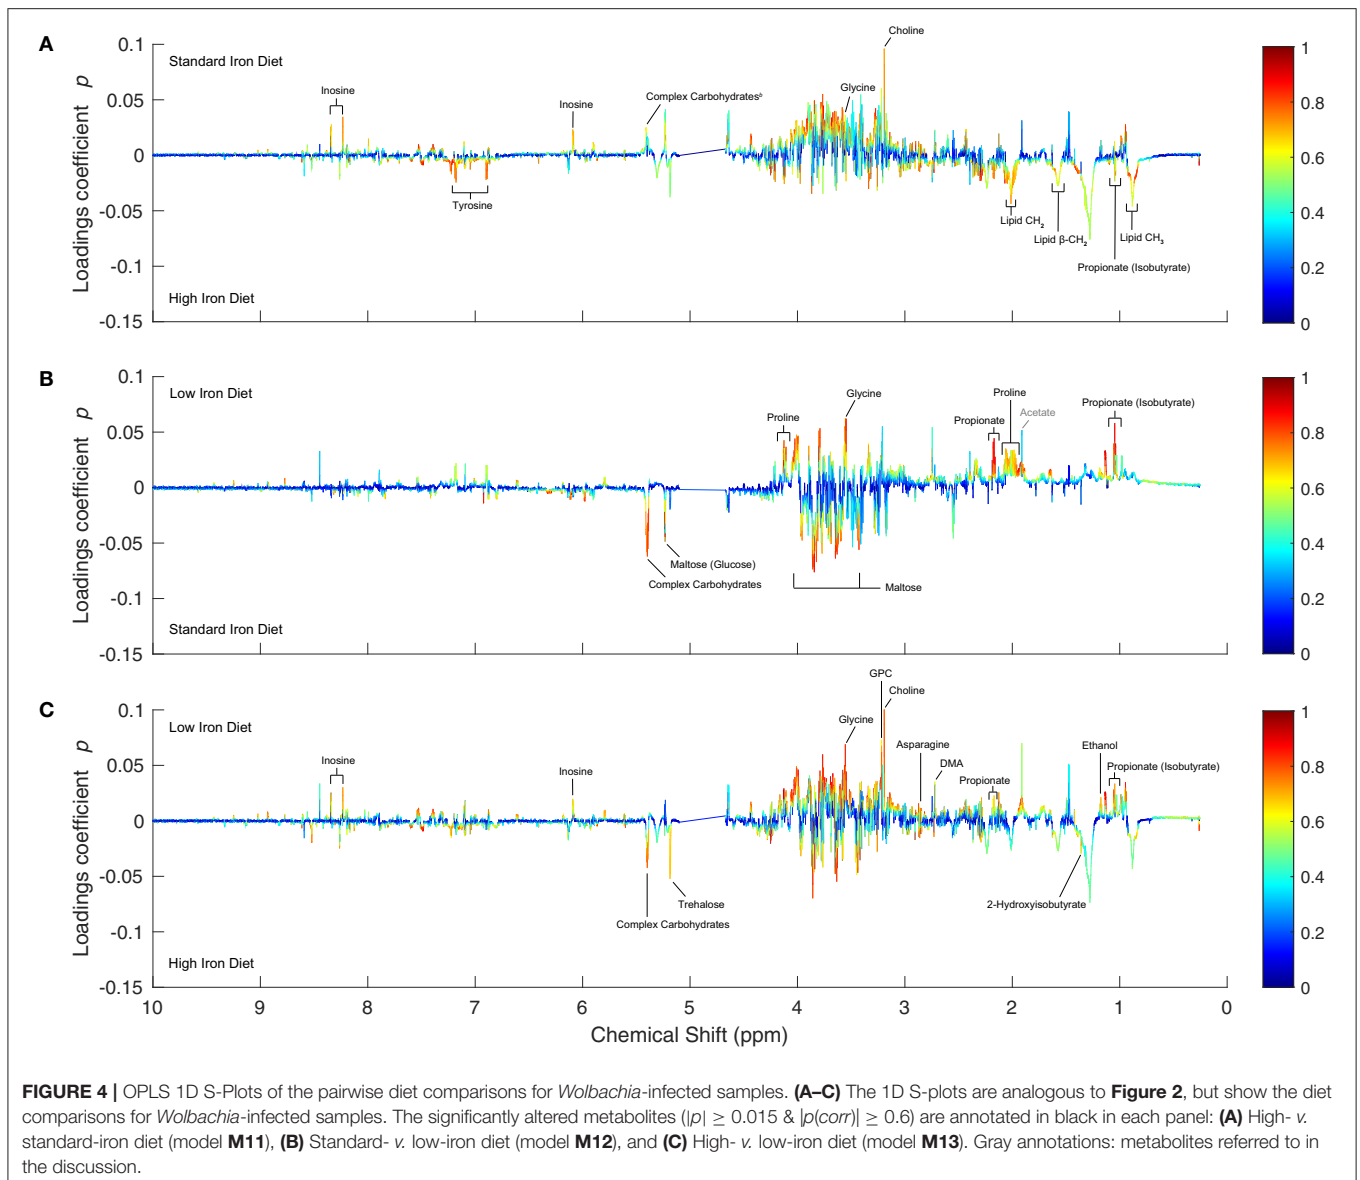 A
Loadings coefficient p
0.1
0.05
0
-0.05
-0.1
-0.15
Standard Iron Diet
High Iron Diet
Inosine
Inosine
Tyrosine
Complex Carbohydratesᵇ
Glycine
Choline
Lipid CH₂
Lipid β-CH₂
Propionate (Isobutyrate)
Lipid CH₃
1
0.8
0.6
0.4
0.2
0
B
Loadings coefficient p
0.1
0.05
0
-0.05
-0.1
-0.15
Low Iron Diet
Standard Iron Diet
Complex Carbohydrates
Maltose (Glucose)
Proline
Glycine
Maltose
Propionate
Proline
Acetate
Propionate (Isobutyrate)
1
0.8
0.6
0.4
0.2
0
C
Loadings coefficient p
0.1
0.05
0
-0.05
-0.1
-0.15
Low Iron Diet
High Iron Diet
Inosine
Inosine
Complex Carbohydrates
Trehalose
Glycine
GPC
Choline
Asparagine
DMA
Propionate
Ethanol
Propionate (Isobutyrate)
2-Hydroxyisobutyrate
1
0.8
0.6
0.4
0.2
0
10 9 8 7 6 5 4 3 2 1 0
Chemical Shift (ppm)
FIGURE 4 | OPLS 1D S-Plots of the pairwise diet comparisons for Wolbachia-infected samples. (A–C) The 1D S-plots are analogous to Figure 2, but show the diet
comparisons for Wolbachia-infected samples. The significantly altered metabolites (|p| ≥ 0.015 & |p(corr)| ≥ 0.6) are annotated in black in each panel: (A) High- v.
standard-iron diet (model M11), (B) Standard- v. low-iron diet (model M12), and (C) High- v. low-iron diet (model M13). Gray annotations: metabolites referred to in
the discussion.